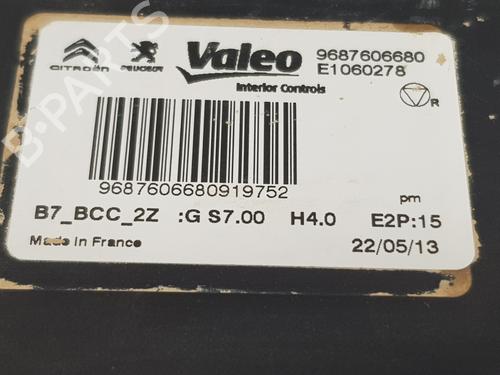 CITROËN PEUGEOT Valeo 9687606680
E1060278
Interior Controls
R
9687606680919752
pm
B7_BCC_2Z :G S7.00 H4.0 E2P:15
Made in France 22/05/13
B-PARTS